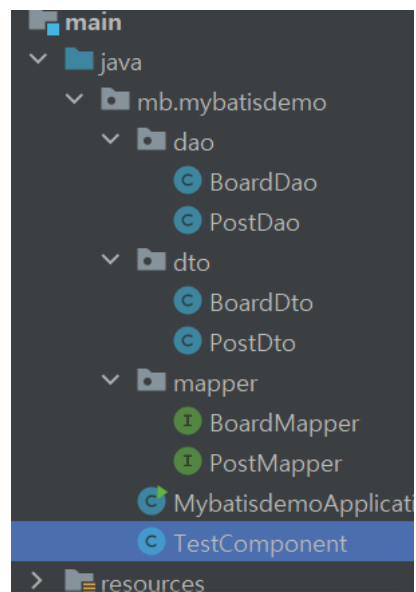 main
java
mb.mybatisdemo
dao
BoardDao
PostDao
dto
BoardDto
PostDto
mapper
BoardMapper
PostMapper
MybatisdemoApplicati
TestComponent
resources